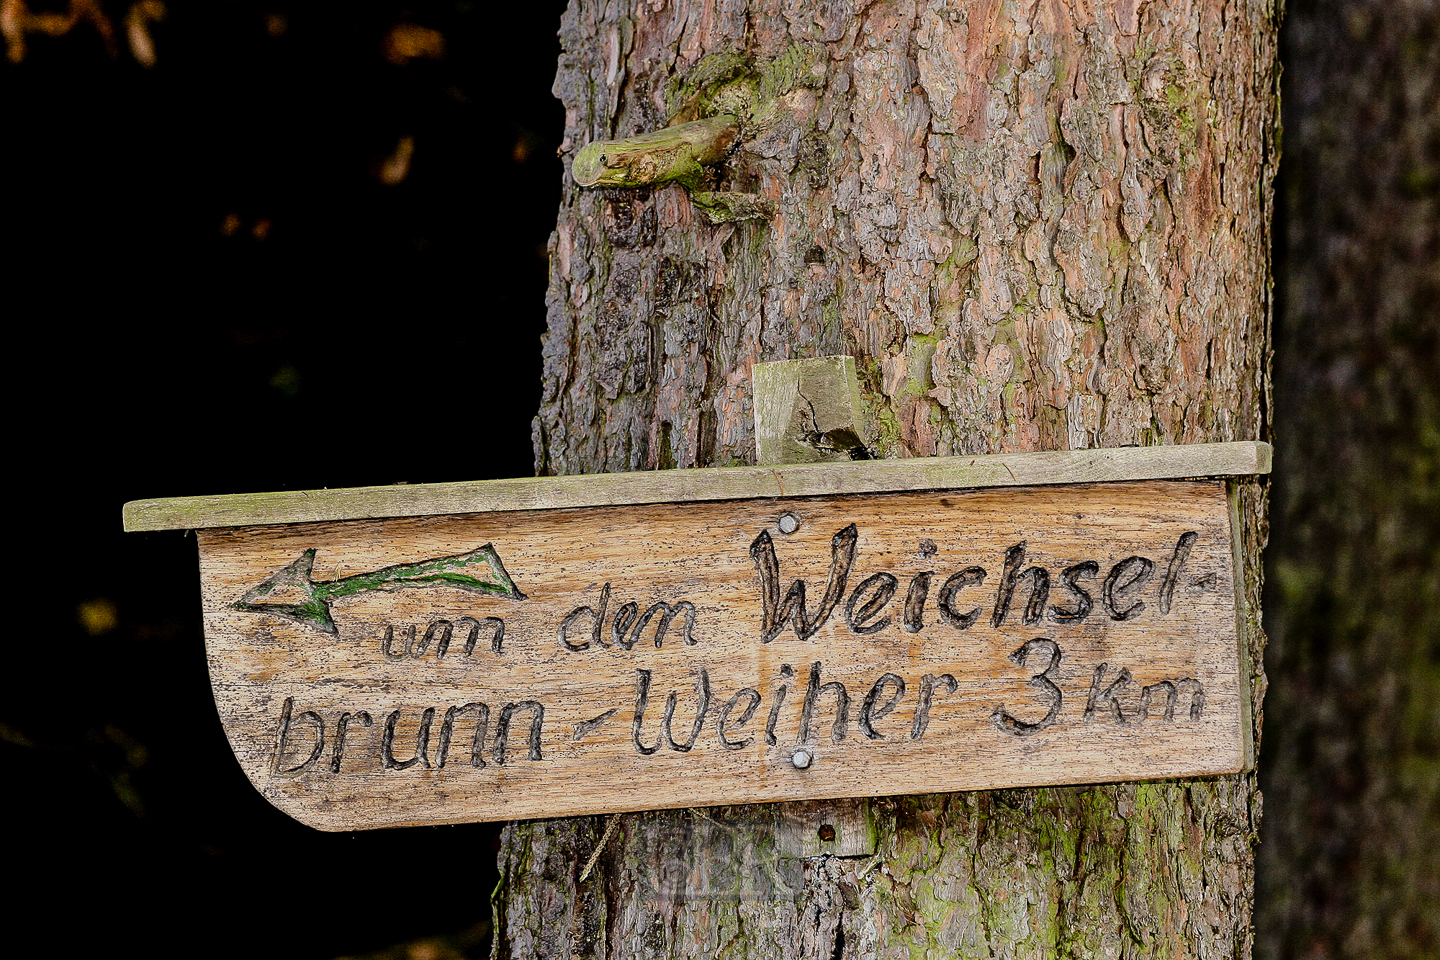 um den Weichsel-
brunn-Weiher 3 km